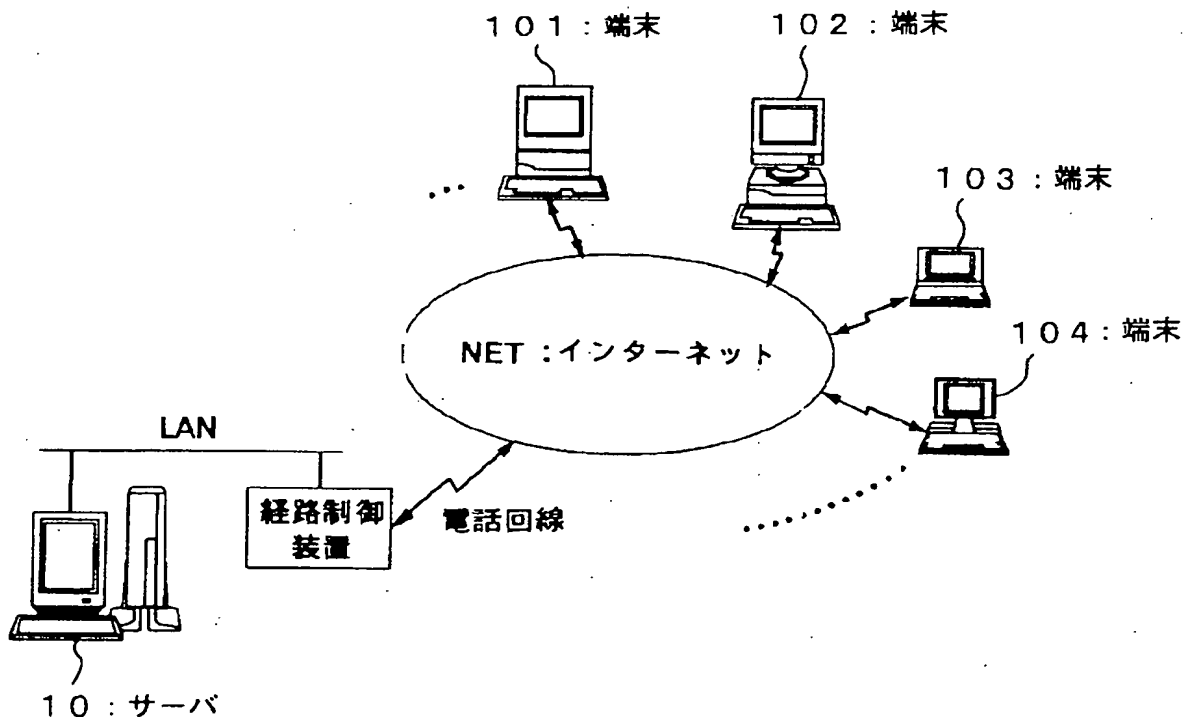 101:端末
102:端末
103:端末
104:端末
NET:インターネット
LAN
経路制御
装置
電話回線
10:サーバ